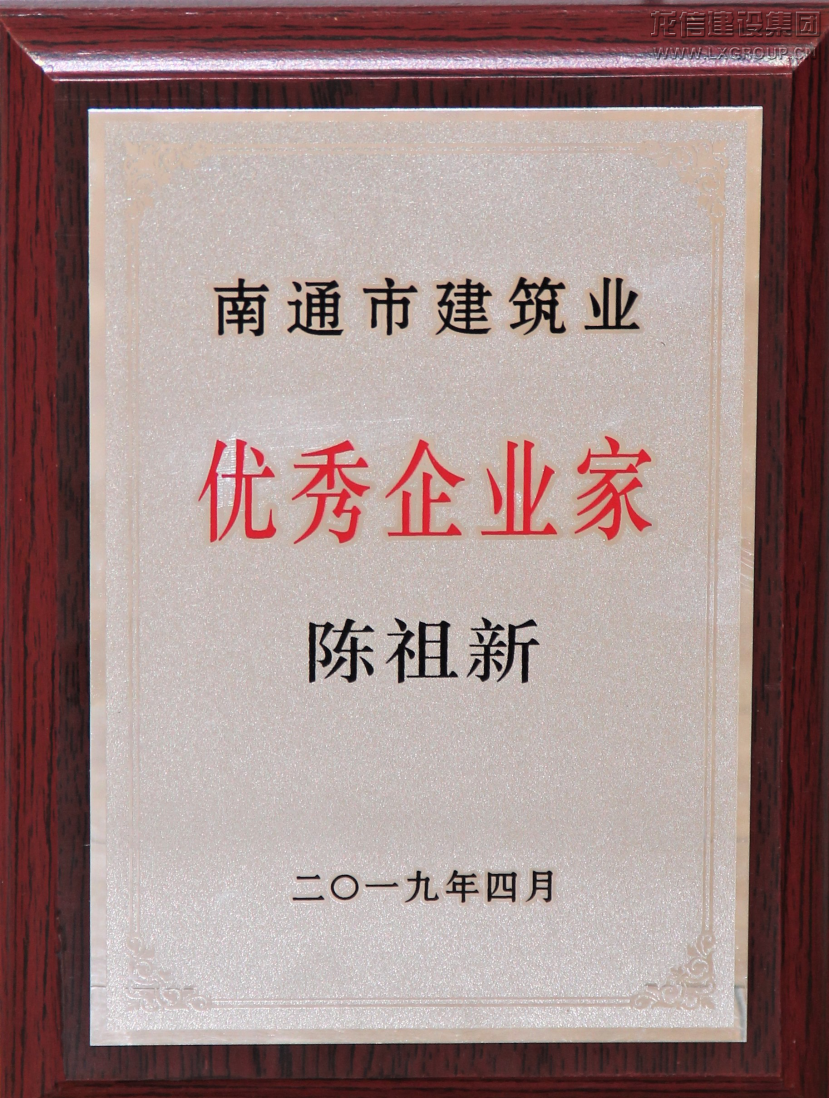 龙信建设集团
WWW.LXGROUP.CN
南通市建筑业
优秀企业家
陈祖新
二〇一九年四月